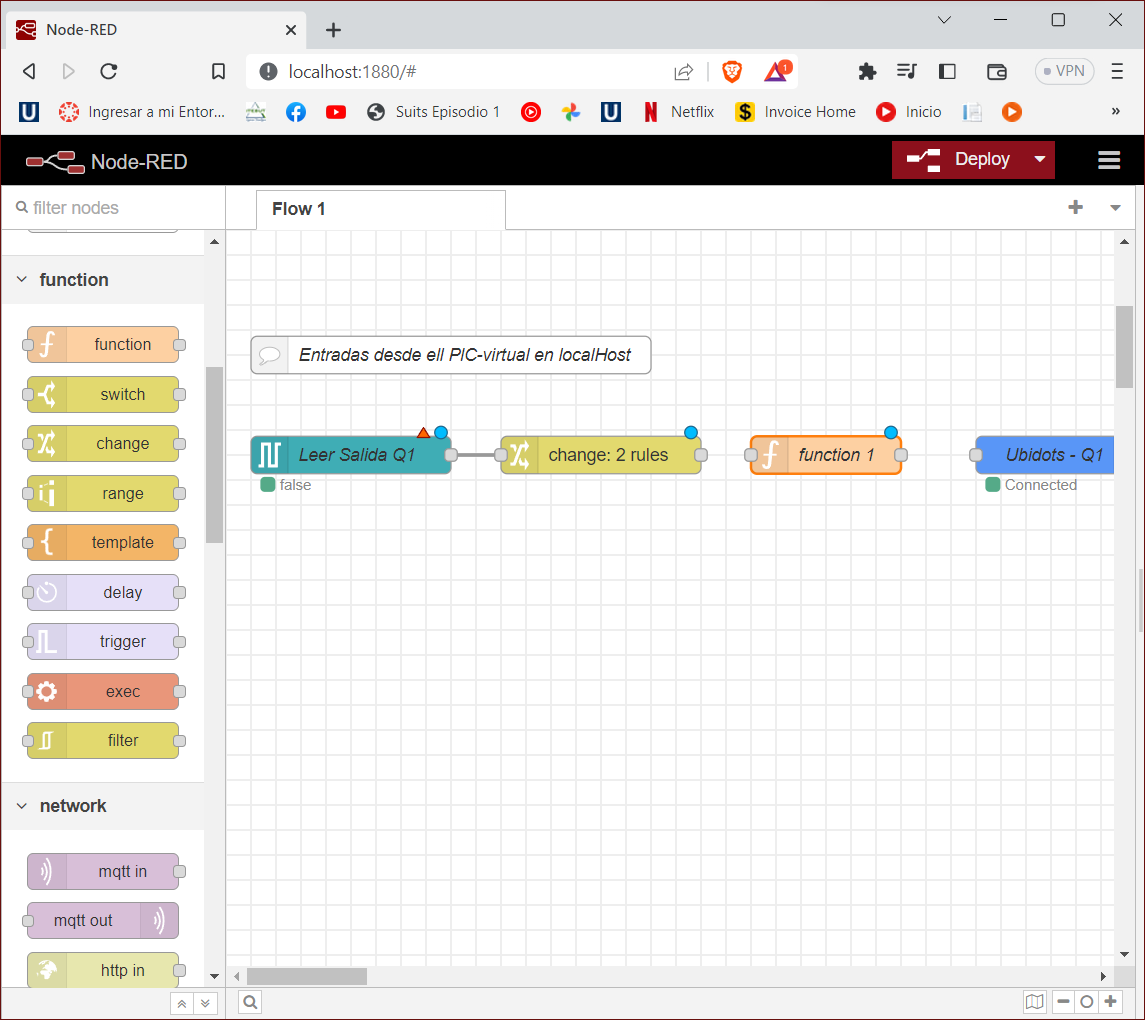 Node-RED
localhost:1880/#
1
VPN
Ingresar a mi Entor...
Suits Episodio 1
Netflix
Invoice Home
Inicio
»
Node-RED
Deploy
filter nodes
Flow 1
function
function
switch
change
range
template
delay
trigger
exec
filter
network
mqtt in
mqtt out
http in
Entradas desde ell PIC-virtual en localHost
Leer Salida Q1
false
change: 2 rules
function 1
Ubidots - Q1
Connected